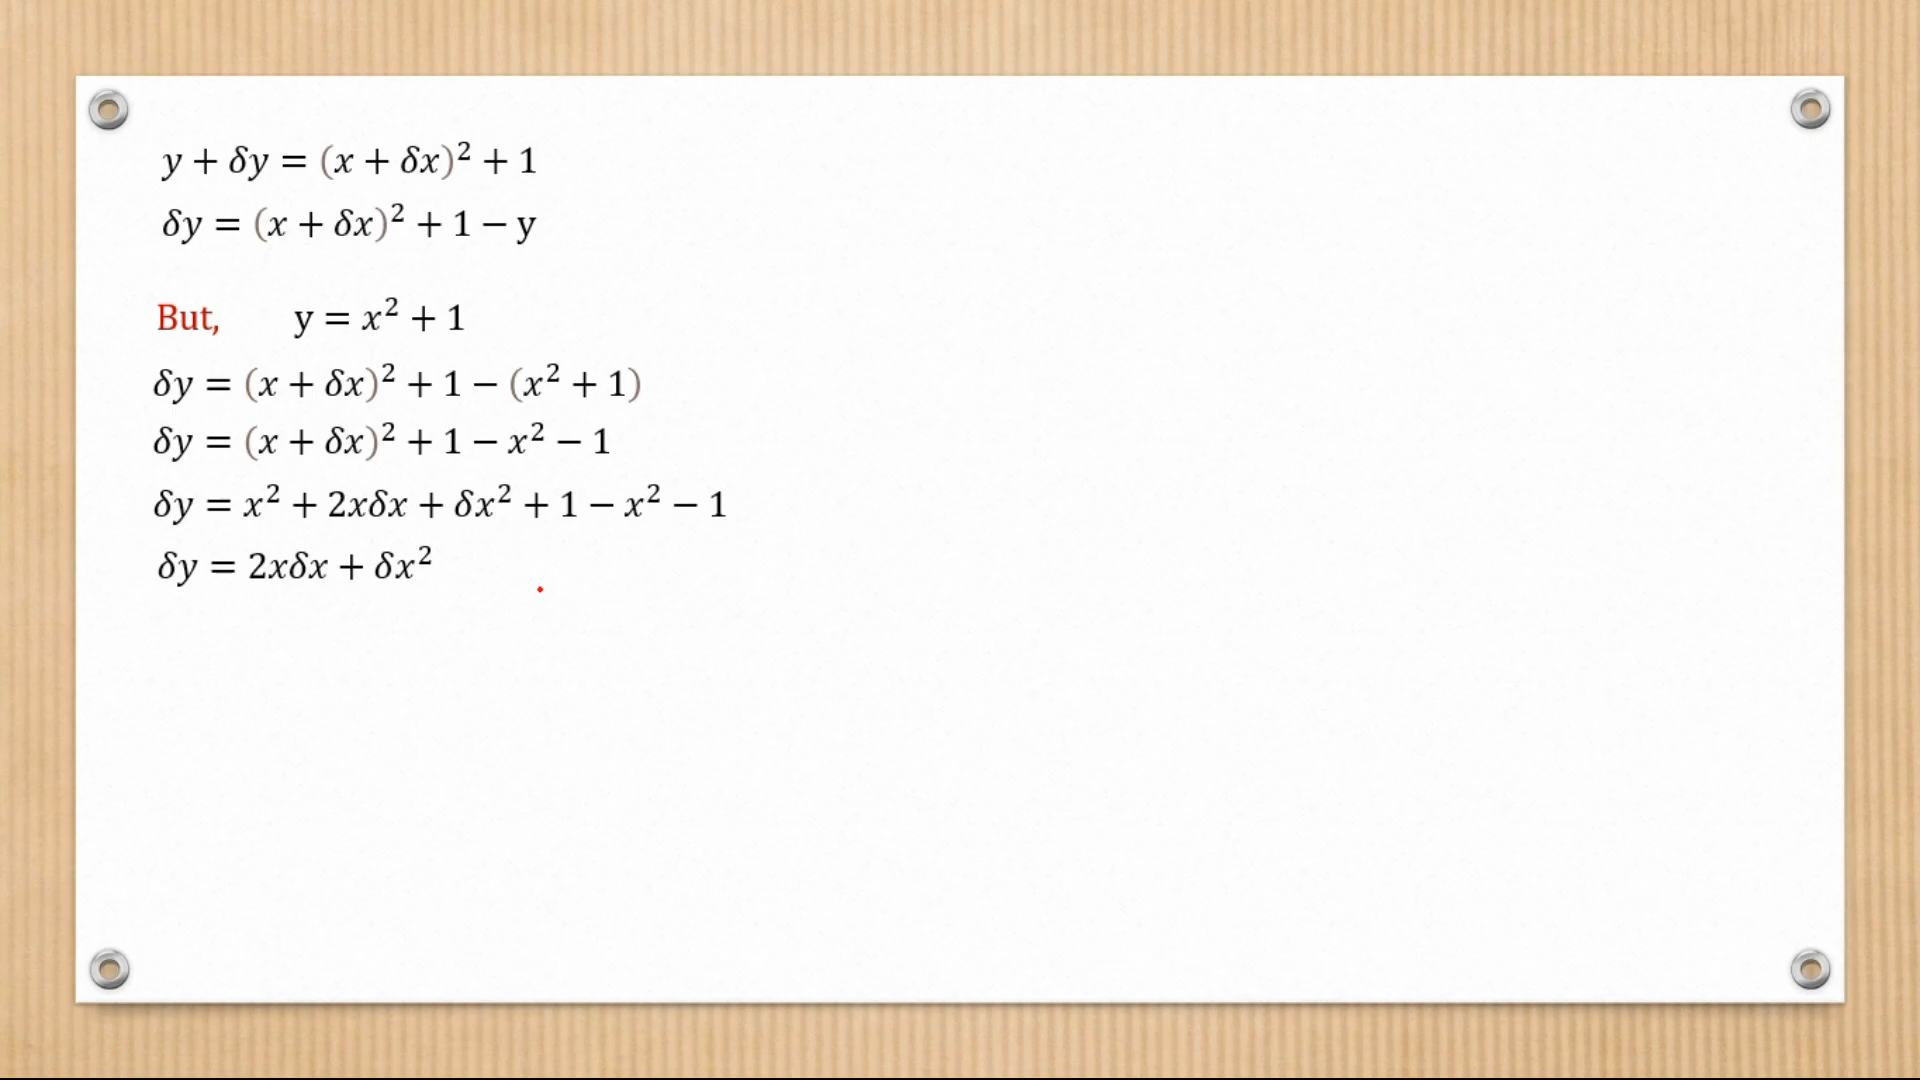 y + δy = (x + δx)² + 1
δy = (x + δx)² + 1 − y
But, y = x² + 1
δy = (x + δx)² + 1 − (x² + 1)
δy = (x + δx)² + 1 − x² − 1
δy = x² + 2xδx + δx² + 1 − x² − 1
δy = 2xδx + δx²